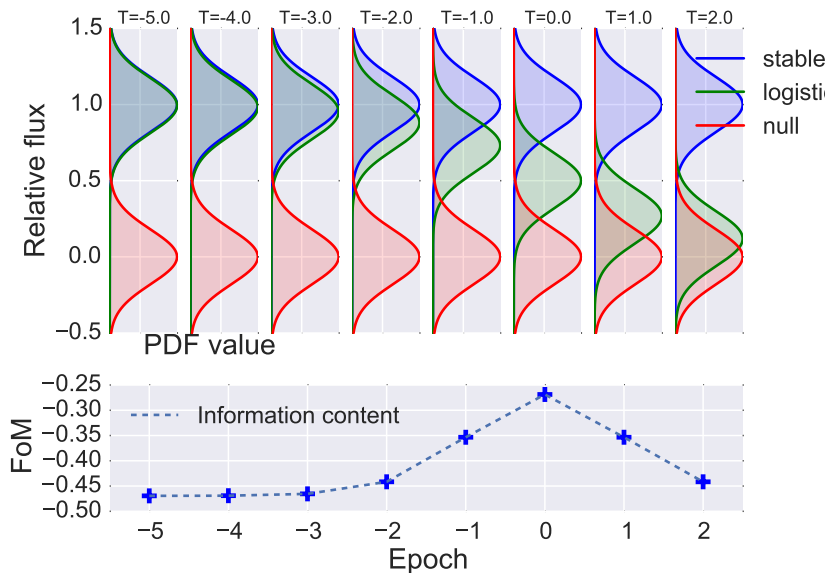 T=-5.0 T=-4.0 T=-3.0 T=-2.0 T=-1.0 T=0.0 T=1.0 T=2.0
1.5
1.0
0.5
0.0
−0.5
Relative flux
stable
logistic
null
PDF value
−0.25
−0.30
−0.35
−0.40
−0.45
−0.50
FoM
Information content
−5 −4 −3 −2 −1 0 1 2
Epoch